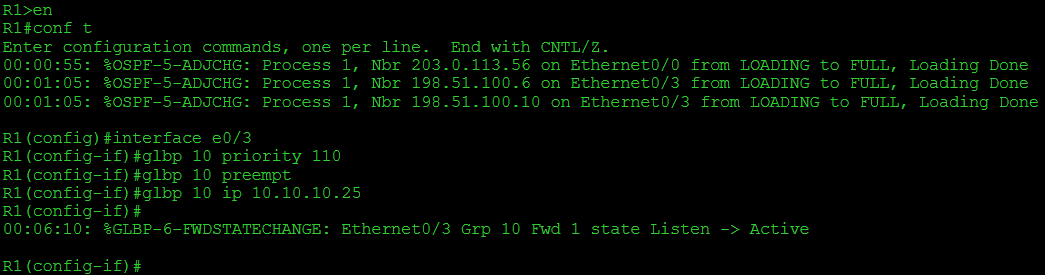 R1>en
R1#conf t
Enter configuration commands, one per line.  End with CNTL/Z.
00:00:55: %OSPF-5-ADJCHG: Process 1, Nbr 203.0.113.56 on Ethernet0/0 from LOADING to FULL, Loading Done
00:01:05: %OSPF-5-ADJCHG: Process 1, Nbr 198.51.100.6 on Ethernet0/3 from LOADING to FULL, Loading Done
00:01:05: %OSPF-5-ADJCHG: Process 1, Nbr 198.51.100.10 on Ethernet0/3 from LOADING to FULL, Loading Done
R1(config)#interface e0/3
R1(config-if)#glbp 10 priority 110
R1(config-if)#glbp 10 preempt
R1(config-if)#glbp 10 ip 10.10.10.25
R1(config-if)#
00:06:10: %GLBP-6-FWDSTATECHANGE: Ethernet0/3 Grp 10 Fwd 1 state Listen -> Active
R1(config-if)#